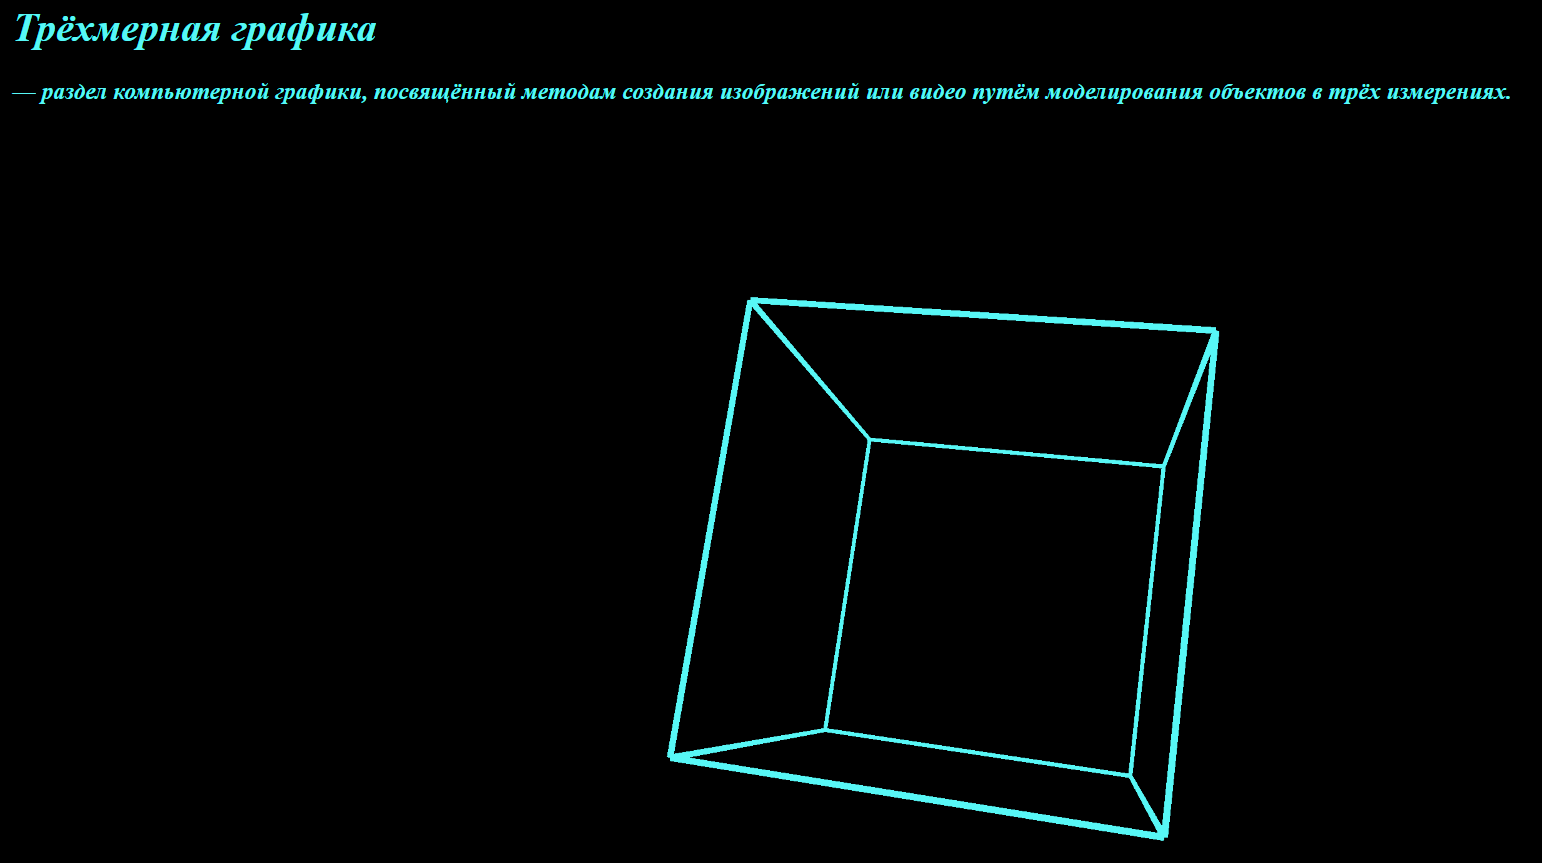 Трёхмерная графика
— раздел компьютерной графики, посвящённый методам создания изображений или видео путём моделирования объектов в трёх измерениях.